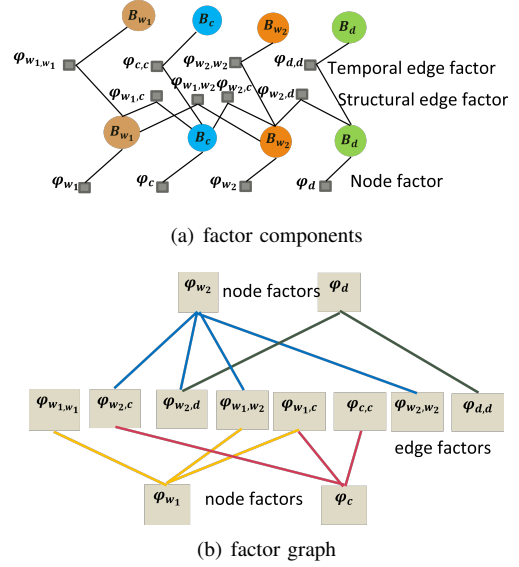 B_{w_1} B_c B_{w_2} B_d
φ_{w_1,w_1} φ_{c,c} φ_{w_2,w_2} φ_{d,d} Temporal edge factor
φ_{w_1,c} φ_{w_1,w_2} φ_{w_2,c} φ_{w_2,d} Structural edge factor
B_{w_1} B_c B_{w_2} B_d
φ_{w_1} φ_c φ_{w_2} φ_d Node factor
(a) factor components
φ_{w_2} node factors φ_d
φ_{w_1,w_1} φ_{w_2,c} φ_{w_2,d} φ_{w_1,w_2} φ_{w_1,c} φ_{c,c} φ_{w_2,w_2} φ_{d,d}
edge factors
φ_{w_1} node factors φ_c
(b) factor graph